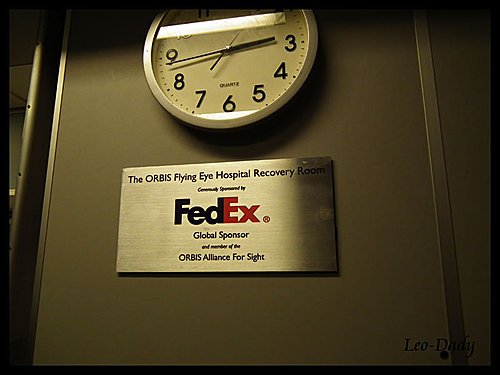 3
9
8
4
7
5
6
QUARTZ
The ORBIS Flying Eye Hospital Recovery Room
Generously Sponsored by
FedEx®
Global Sponsor
and member of the
ORBIS Alliance For Sight
Leo-Dady